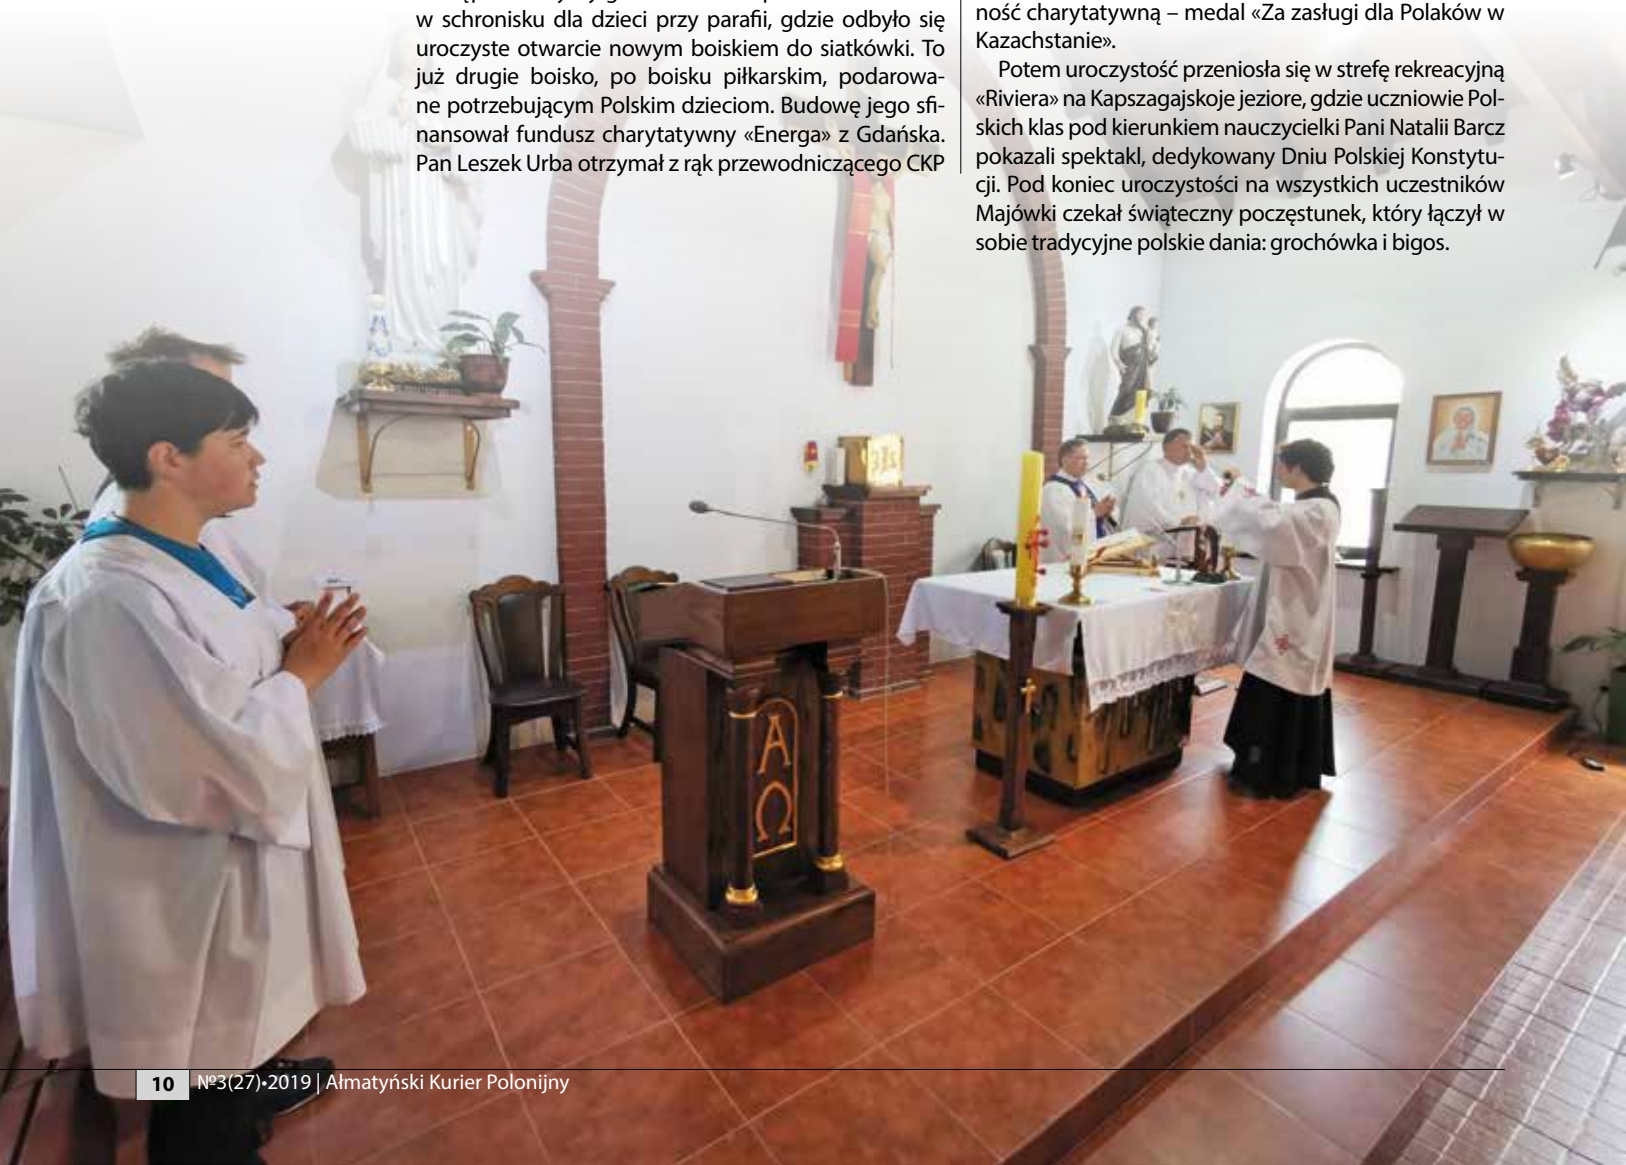 w schronisku dla dzieci przy parafii, gdzie odbyło się
uroczyste otwarcie nowym boiskiem do siatkówki. To
już drugie boisko, po boisku piłkarskim, podarowa-
ne potrzebującym Polskim dzieciom. Budowę jego sfi-
nansował fundusz charytatywny «Energa» z Gdańska.
Pan Leszek Urba otrzymał z rąk przewodniczącego CKP
ność charytatywną – medal «Za zasługi dla Polaków w
Kazachstanie».
Potem uroczystość przeniosła się w strefę rekreacyjną
«Riviera» na Kapszagajskoje jeziore, gdzie uczniowie Pol-
skich klas pod kierunkiem nauczycielki Pani Natalii Barcz
pokazali spektakl, dedykowany Dniu Polskiej Konstytu-
cji. Pod koniec uroczystości na wszystkich uczestników
Majówki czekał świąteczny poczęstunek, który łączył w
sobie tradycyjne polskie dania: grochówka i bigos.
Α
Ω
10 №3(27)•2019 | Ałmatyński Kurier Polonijny